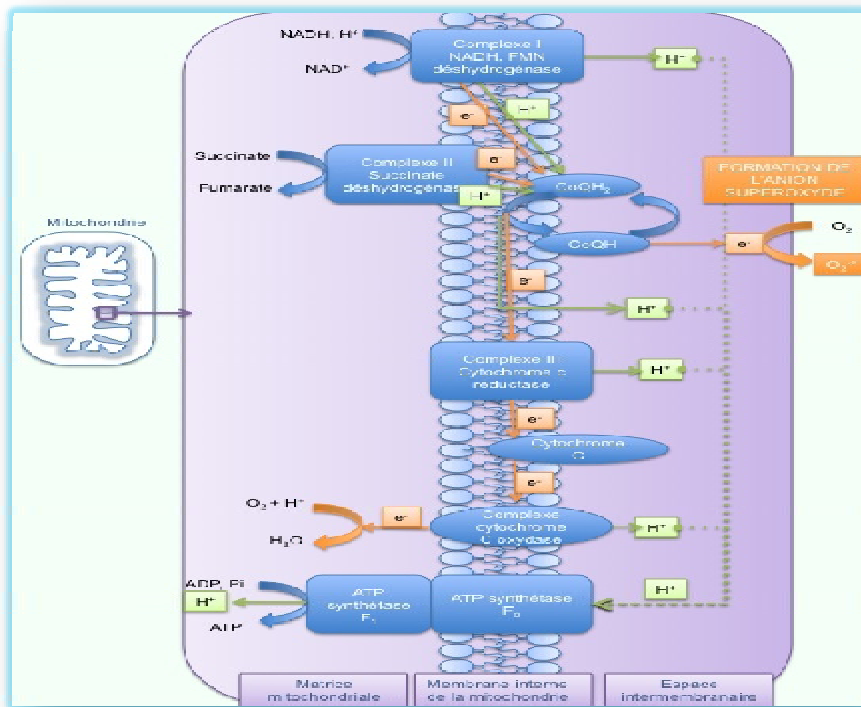 NADH, H⁺
NAD⁺
Complexe I
NADH, FMN
déshydrogénase
H⁺
H⁺
e⁻
Succinate
Fumarate
Complexe II
Succinate
déshydrogénas
e⁻
H⁺
CoQH₂
CoQH
FORMATION DE
L'ANION
SUPEROXYDE
e⁻
O₂
Mitochondrie
e⁻
H⁺
Complexe III
Cytochrome c
réductase
H⁺
e⁻
Cytochrome
C
e⁻
O₂ + H⁺
H₂O
e⁻
Complexe
cytochrome
C oxydase
H⁺
ADP, Pi
H⁺
ATP
ATP
synthétase
F₁
ATP synthétase
F₀
H⁺
Matrice
mitochondriale
Membrane interne
de la mitochondrie
Espace
intermembranaire